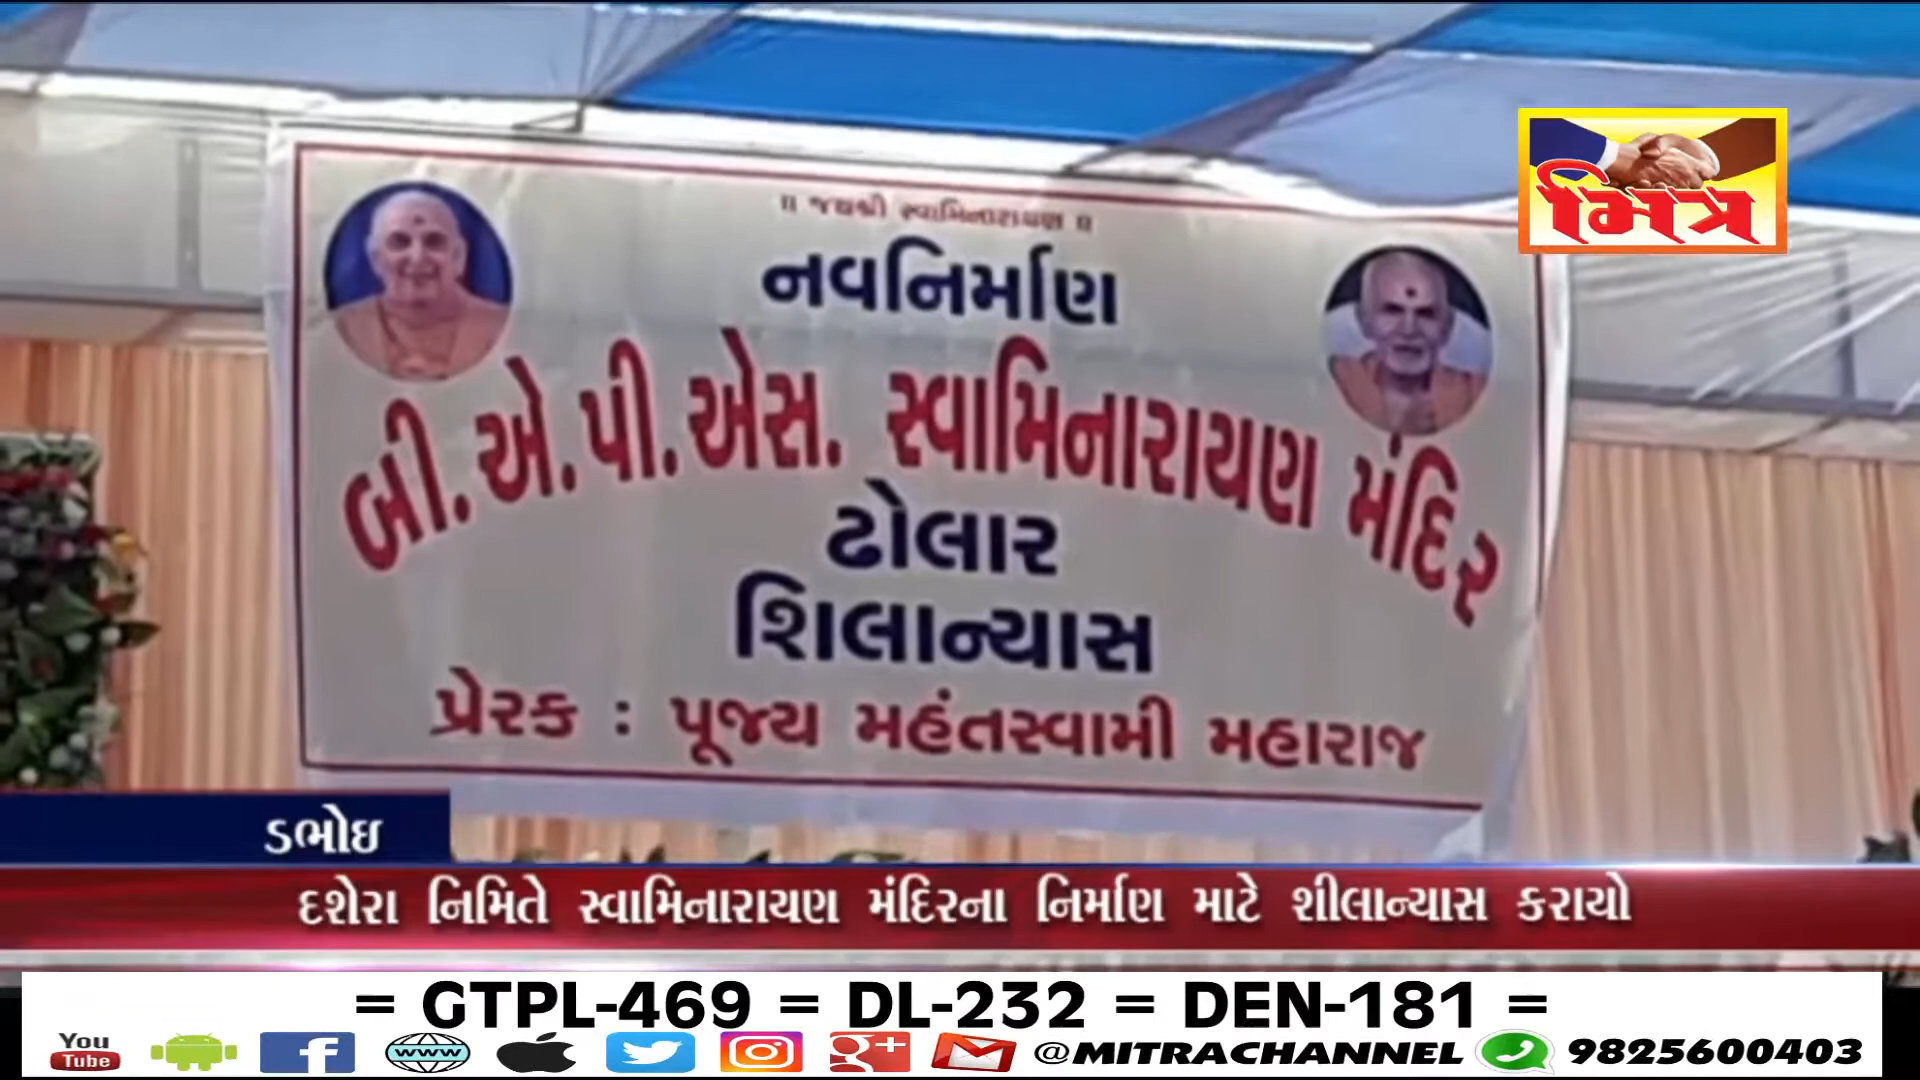 ॥ જયશ્રી સ્વામિનારાયણ ॥
મિત્ર
નવનિર્માણ
બી.એ.પી.એસ. સ્વામિનારાયણ મંદિર
ઢોલાર
શિલાન્યાસ
પ્રેરક : પૂજ્ય મહંતસ્વામી મહારાજ
ડભોઇ
દશેરા નિમિતે સ્વામિનારાયણ મંદિરના નિર્માણ માટે શીલાન્યાસ કરાયો
= GTPL-469 = DL-232 = DEN-181 =
You Tube f www g+ @MITRACHANNEL 9825600403